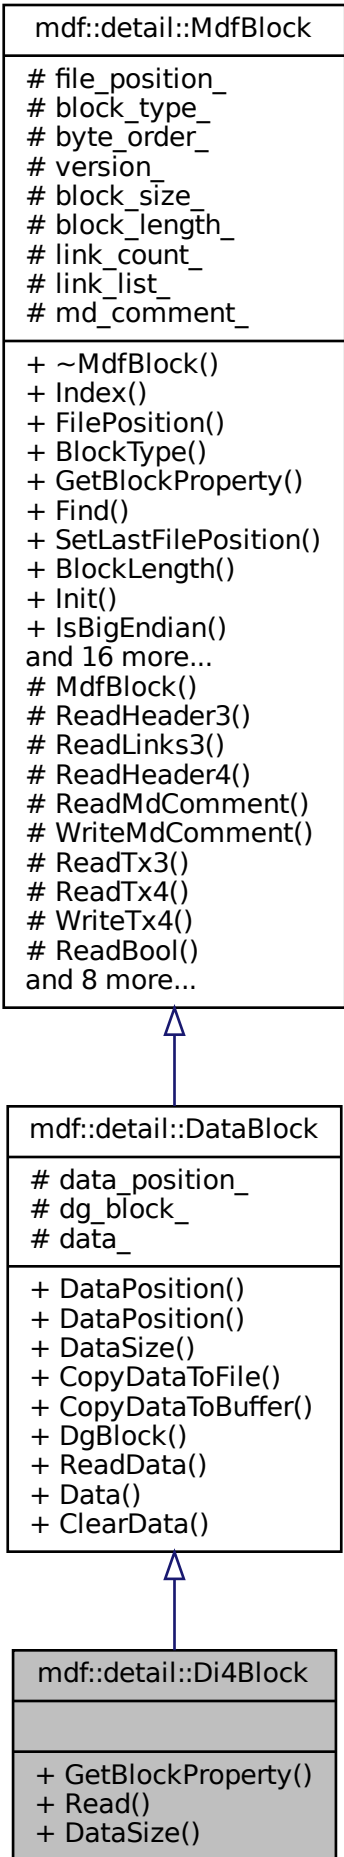 mdf::detail::MdfBlock
# file_position_
# block_type_
# byte_order_
# version_
# block_size_
# block_length_
# link_count_
# link_list_
# md_comment_
+ ~MdfBlock()
+ Index()
+ FilePosition()
+ BlockType()
+ GetBlockProperty()
+ Find()
+ SetLastFilePosition()
+ BlockLength()
+ Init()
+ IsBigEndian()
and 16 more...
# MdfBlock()
# ReadHeader3()
# ReadLinks3()
# ReadHeader4()
# ReadMdComment()
# WriteMdComment()
# ReadTx3()
# ReadTx4()
# WriteTx4()
# ReadBool()
and 8 more...
mdf::detail::DataBlock
# data_position_
# dg_block_
# data_
+ DataPosition()
+ DataPosition()
+ DataSize()
+ CopyDataToFile()
+ CopyDataToBuffer()
+ DgBlock()
+ ReadData()
+ Data()
+ ClearData()
mdf::detail::Di4Block
+ GetBlockProperty()
+ Read()
+ DataSize()